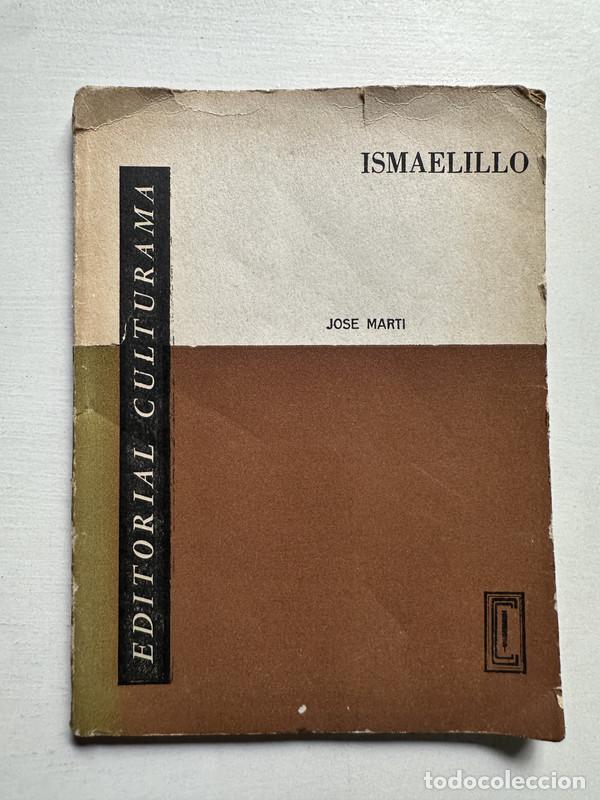 ISMAELILLO
JOSE MARTI
EDITORIAL CULTURAMA
todocoleccion